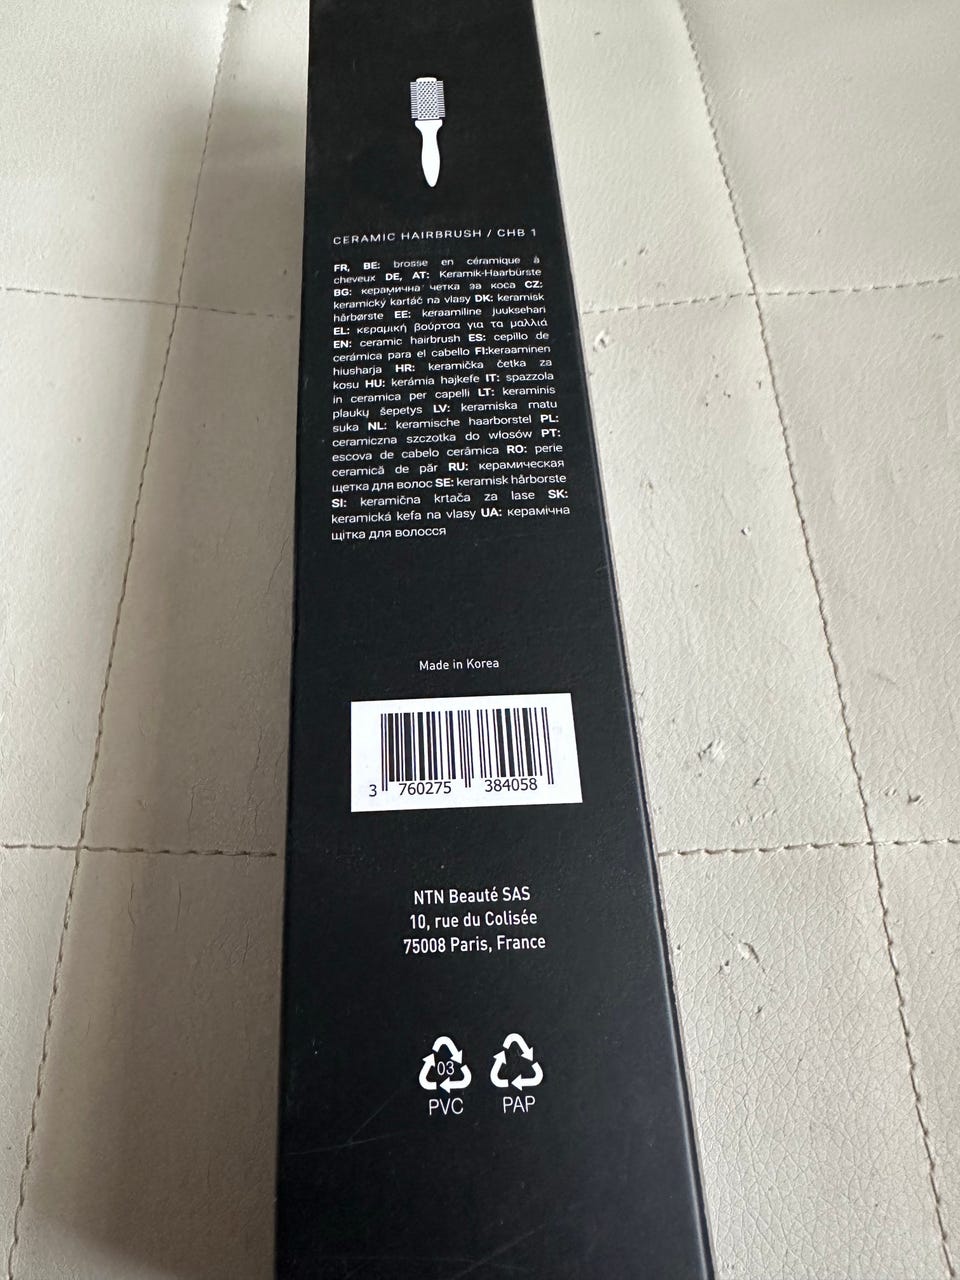 CERAMIC HAIRBRUSH / CHB 1
FR, BE: brosse en céramique à
cheveux DE, AT: Keramik-Haarbürste
BG: керамична четка за коса CZ:
keramický kartáč na vlasy DK: keramisk
hårbørste EE: keraamiline juuksehari
EL: κεραμική βούρτσα για τα μαλλιά
EN: ceramic hairbrush ES: cepillo de
cerámica para el cabello FI:keraaminen
hiusharja HR: keramička četka za
kosu HU: kerámia hajkefe IT: spazzola
in ceramica per capelli LT: keraminis
plaukų šepetys LV: keramiska matu
suka NL: keramische haarborstel PL:
ceramiczna szczotka do włosów PT:
escova de cabelo cerâmica RO: perie
ceramică de păr RU: керамическая
щетка для волос SE: keramisk hårborste
SI: keramična krtača za lase SK:
keramická kefa na vlasy UA: керамічна
щітка для волосся
Made in Korea
3 760275 384058
NTN Beauté SAS
10, rue du Colisée
75008 Paris, France
03
PVC PAP